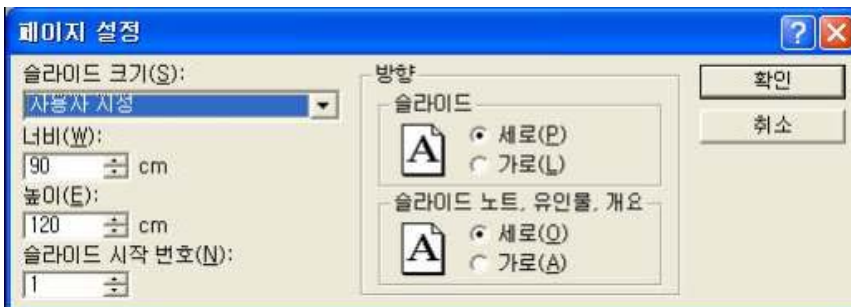 페이지 설정
슬라이드 크기(S):
사용자 지정
너비(W):
90 cm
높이(E):
120 cm
슬라이드 시작 번호(N):
1
방향
슬라이드
A
세로(P)
가로(L)
슬라이드 노트, 유인물, 개요
A
세로(O)
가로(A)
확인
취소